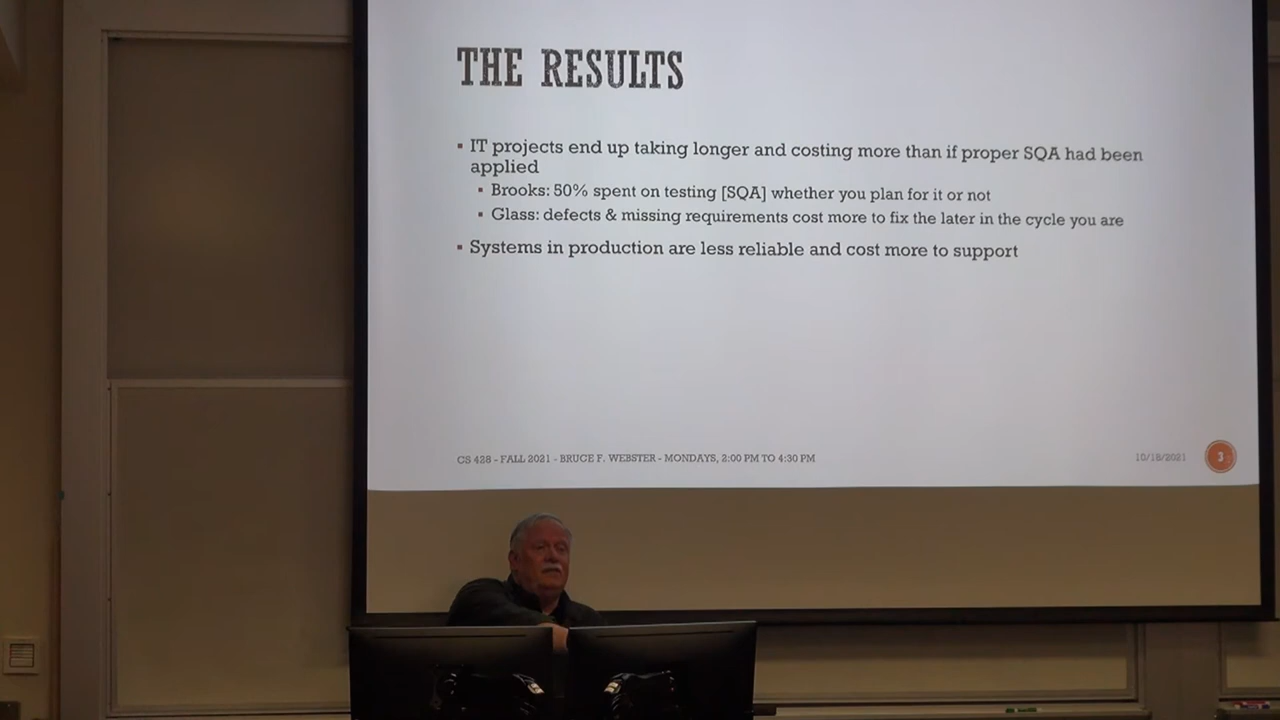 THE RESULTS
▪ IT projects end up taking longer and costing more than if proper SQA had been
applied
▪ Brooks: 50% spent on testing [SQA] whether you plan for it or not
▪ Glass: defects & missing requirements cost more to fix the later in the cycle you are
▪ Systems in production are less reliable and cost more to support
CS 428 - FALL 2021 - BRUCE F. WEBSTER - MONDAYS, 2:00 PM TO 4:30 PM
10/18/2021
3